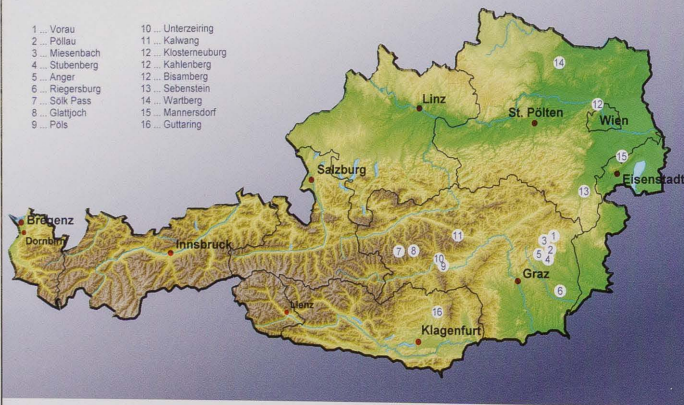 1 ... Vorau
2 ... Pöllau
3 ... Miesenbach
4 ... Stubenberg
5 ... Anger
6 ... Riegersburg
7 ... Sölk Pass
8 ... Glattjoch
9 ... Pöls
10 ... Unterzeiring
11 ... Kalwang
12 ... Klosterneuburg
12 ... Kahlenberg
12 ... Bisamberg
13 ... Sebenstein
14 ... Wartberg
15 ... Mannersdorf
16 ... Guttaring
14
Linz
12
St. Pölten
Wien
15
Salzburg
Eisenstadt
13
Bregenz
Dornbirn
Innsbruck
11
3 1
7 8
5 2
10
4
9
Graz
6
Lienz
16
Klagenfurt